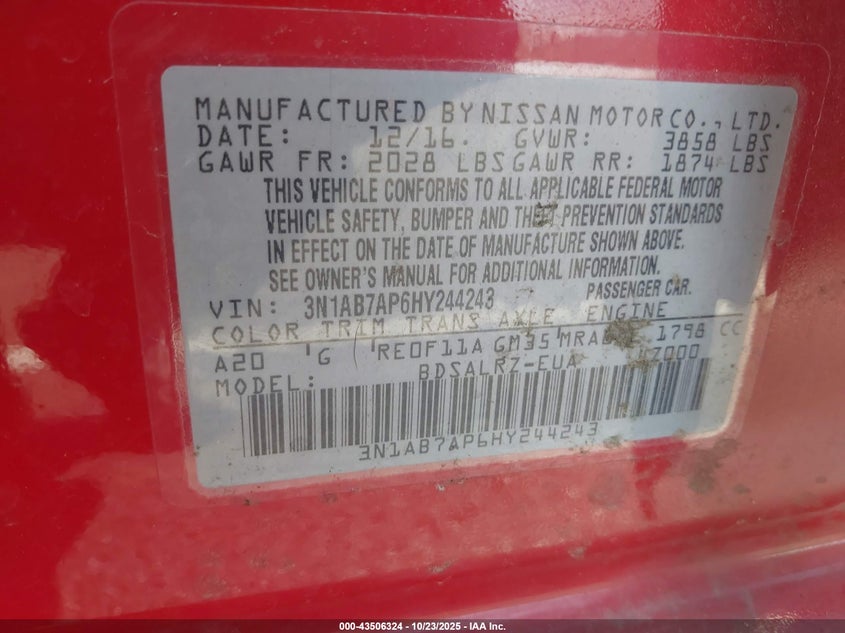 MANUFACTURED BY NISSAN MOTOR CO., LTD.
DATE: 12/16. GVWR: 3858 LBS
GAWR FR: 2028 LBS GAWR RR: 1874 LBS
THIS VEHICLE CONFORMS TO ALL APPLICABLE FEDERAL MOTOR
VEHICLE SAFETY, BUMPER AND THEFT PREVENTION STANDARDS
IN EFFECT ON THE DATE OF MANUFACTURE SHOWN ABOVE.
SEE OWNER'S MANUAL FOR ADDITIONAL INFORMATION.
VIN: 3N1AB7AP6HY244243 PASSENGER CAR.
COLOR TRIM TRANS AXLE ENGINE
A20 G RE0F11A GM35 1798 CC
MODEL: BDSALRZ-EUA
3N1AB7AP6HY244243
000-43506324 | 10/23/2025 - IAA Inc.